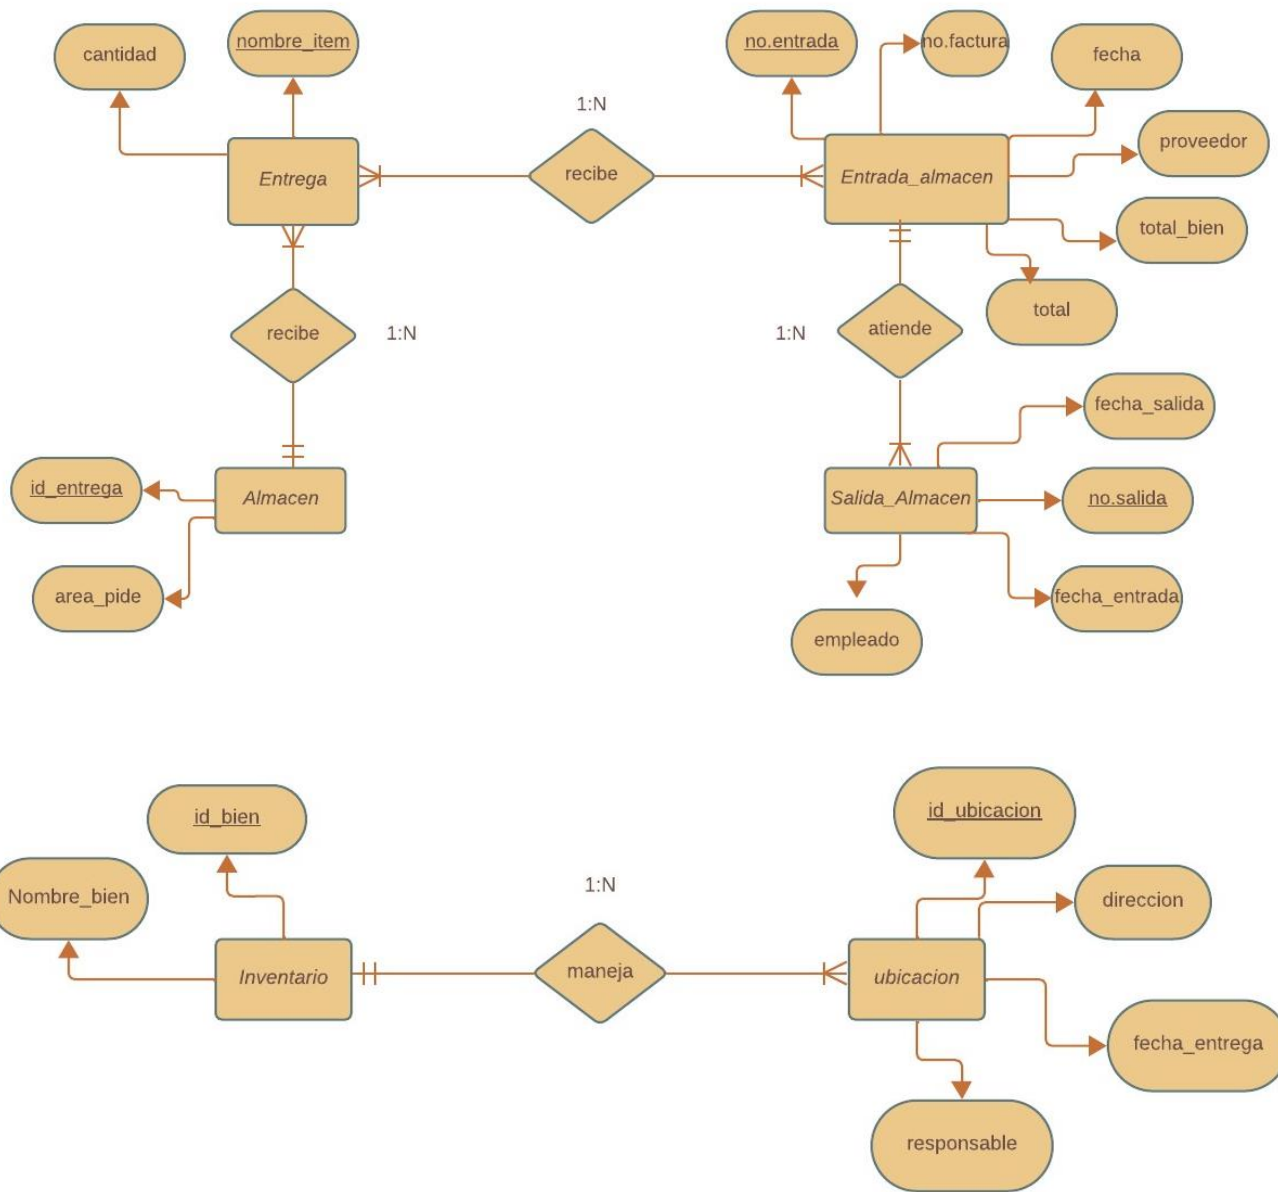 cantidad
nombre_item
no.entrada
no.factura
fecha
1:N
proveedor
Entrega
recibe
Entrada_almacen
total_bien
total
recibe
1:N
1:N
atiende
fecha_salida
id_entrega
Almacen
Salida_Almacen
no.salida
area_pide
fecha_entrada
empleado
id_bien
id_ubicacion
Nombre_bien
1:N
direccion
Inventario
maneja
ubicacion
fecha_entrega
responsable